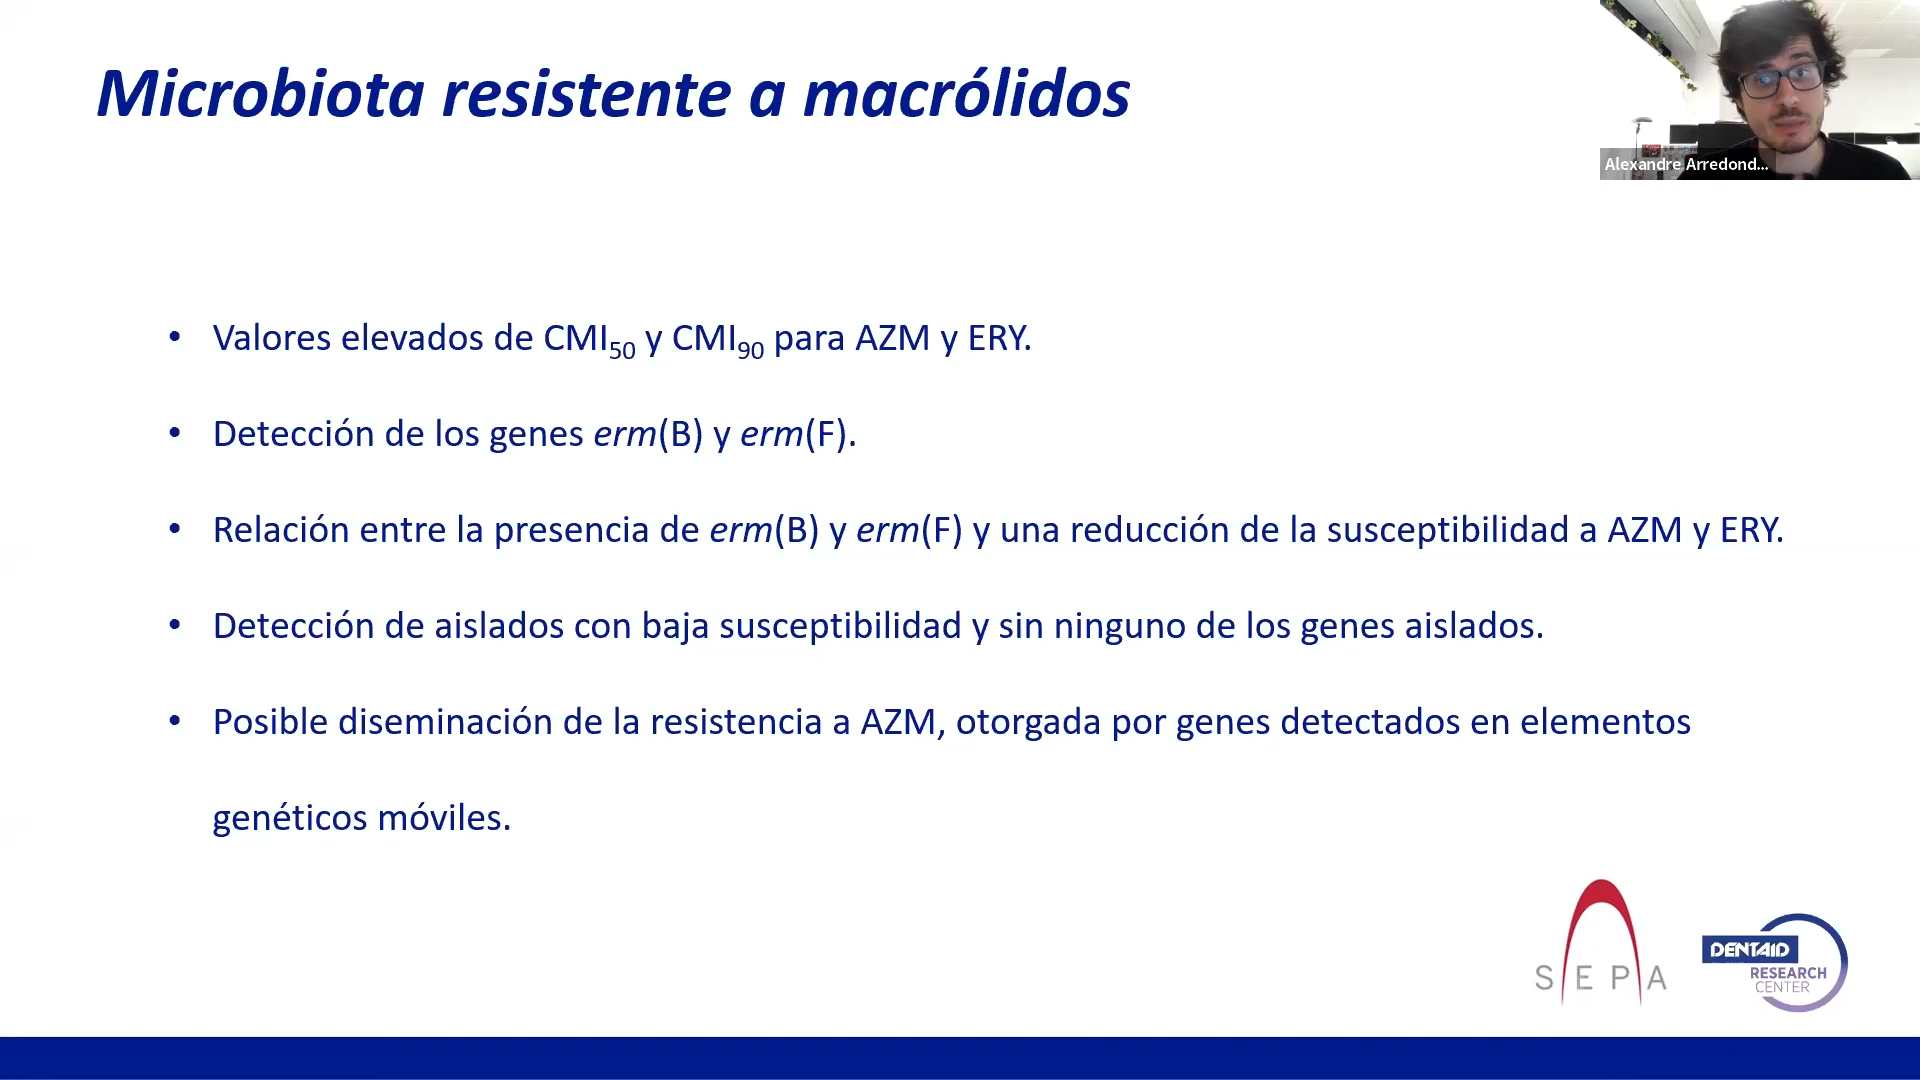 Microbiota resistente a macrólidos
Alexandre Arredond...
• Valores elevados de CMI50 y CMI90 para AZM y ERY.
• Detección de los genes erm(B) y erm(F).
• Relación entre la presencia de erm(B) y erm(F) y una reducción de la susceptibilidad a AZM y ERY.
• Detección de aislados con baja susceptibilidad y sin ninguno de los genes aislados.
• Posible diseminación de la resistencia a AZM, otorgada por genes detectados en elementos
genéticos móviles.
SEPA
DENTAID
RESEARCH
CENTER